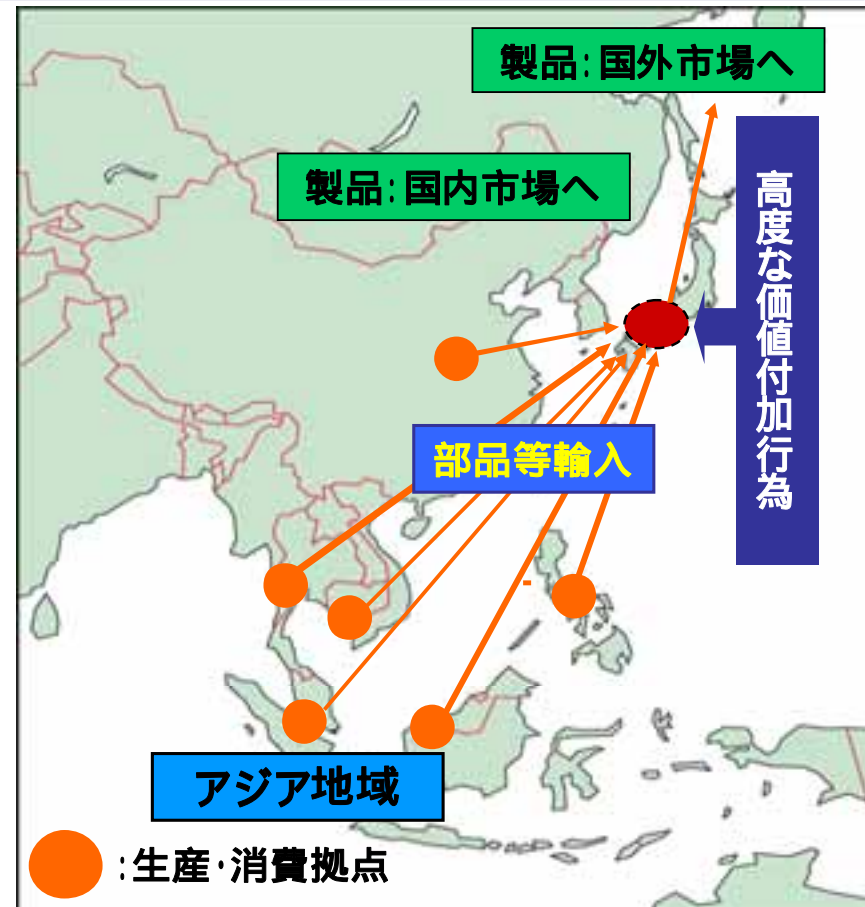 製品：国外市場へ
製品：国内市場へ
高度な価値付加行為
部品等輸入
アジア地域
：生産・消費拠点